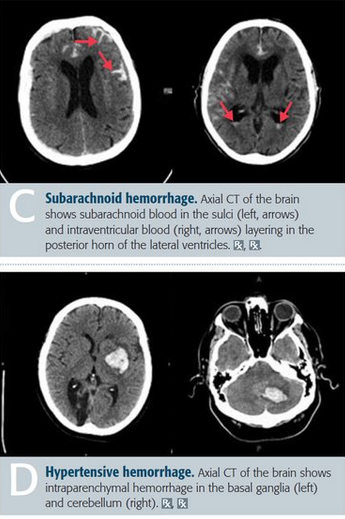 C Subarachnoid hemorrhage. Axial CT of the brain
shows subarachnoid blood in the sulci (left, arrows)
and intraventricular blood (right, arrows) layering in the
posterior horn of the lateral ventricles. ℞, ℞.
D Hypertensive hemorrhage. Axial CT of the brain shows
intraparenchymal hemorrhage in the basal ganglia (left)
and cerebellum (right). ℞, ℞